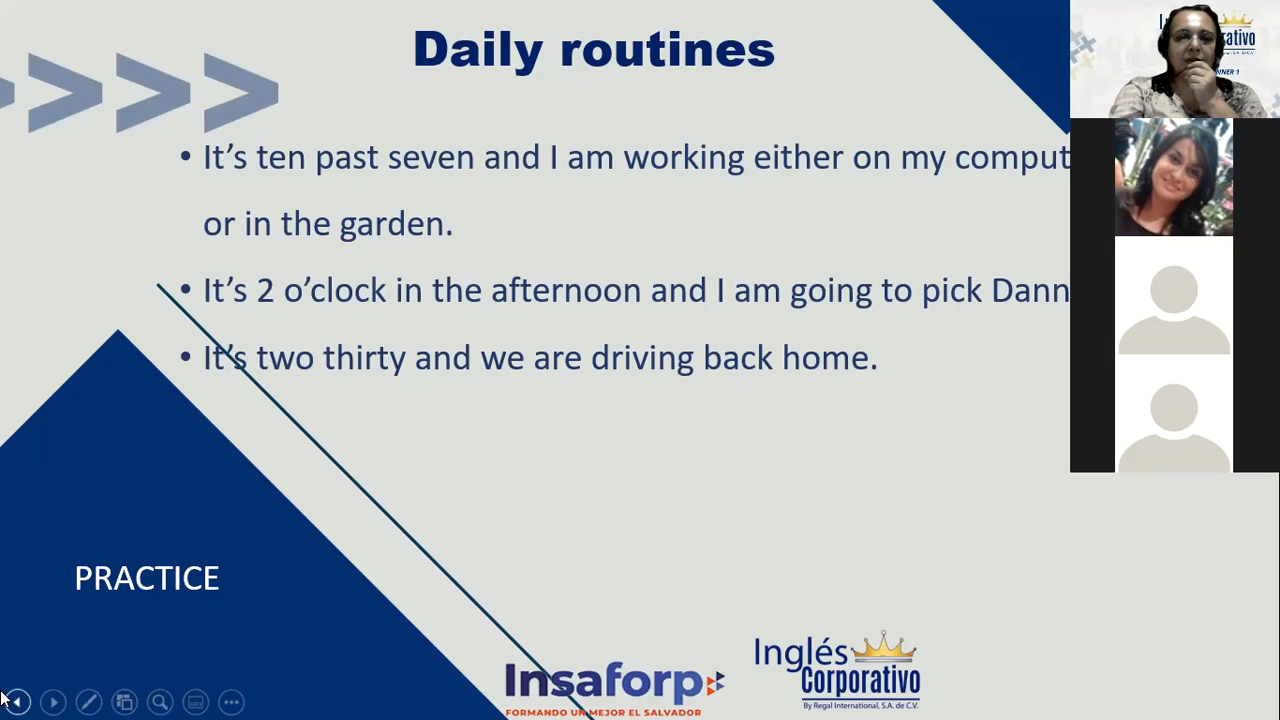 Daily routines
• It’s ten past seven and I am working either on my comput
or in the garden.
• It’s 2 o’clock in the afternoon and I am going to pick Dann
• It’s two thirty and we are driving back home.
PRACTICE
Insaforp
FORMANDO UN MEJOR EL SALVADOR
Inglés
Corporativo
By Regal International, S.A. de C.V.